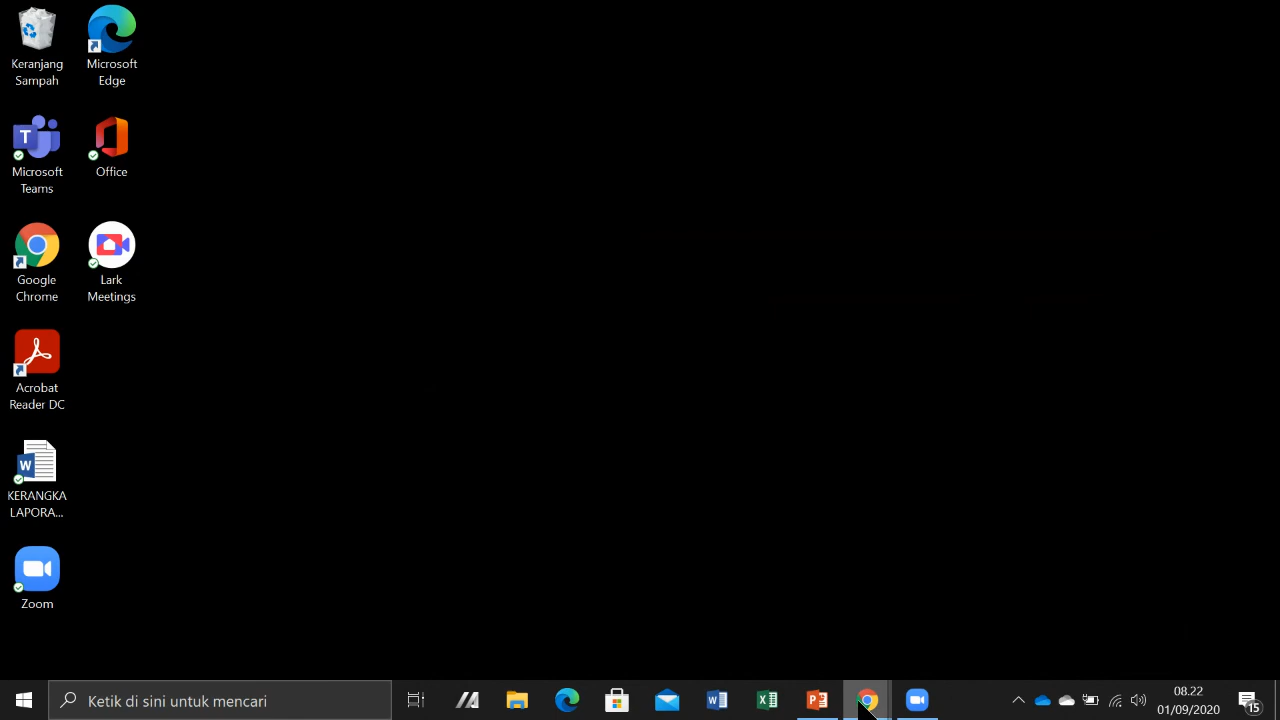 Keranjang
Sampah
Microsoft
Edge
Microsoft
Teams
Office
Google
Chrome
Lark
Meetings
Acrobat
Reader DC
KERANGKA
LAPORA...
Zoom
Ketik di sini untuk mencari
08.22
01/09/2020
15